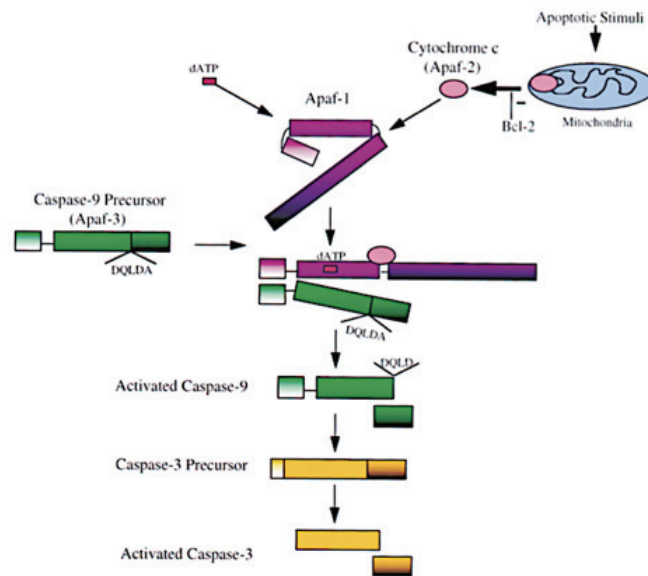 Apoptotic Stimuli
Cytochrome c
(Apaf-2)
dATP
Apaf-1
Bcl-2
Mitochondria
Caspase-9 Precursor
(Apaf-3)
DQLDA
dATP
DQLDA
DQLD
Activated Caspase-9
Caspase-3 Precursor
Activated Caspase-3